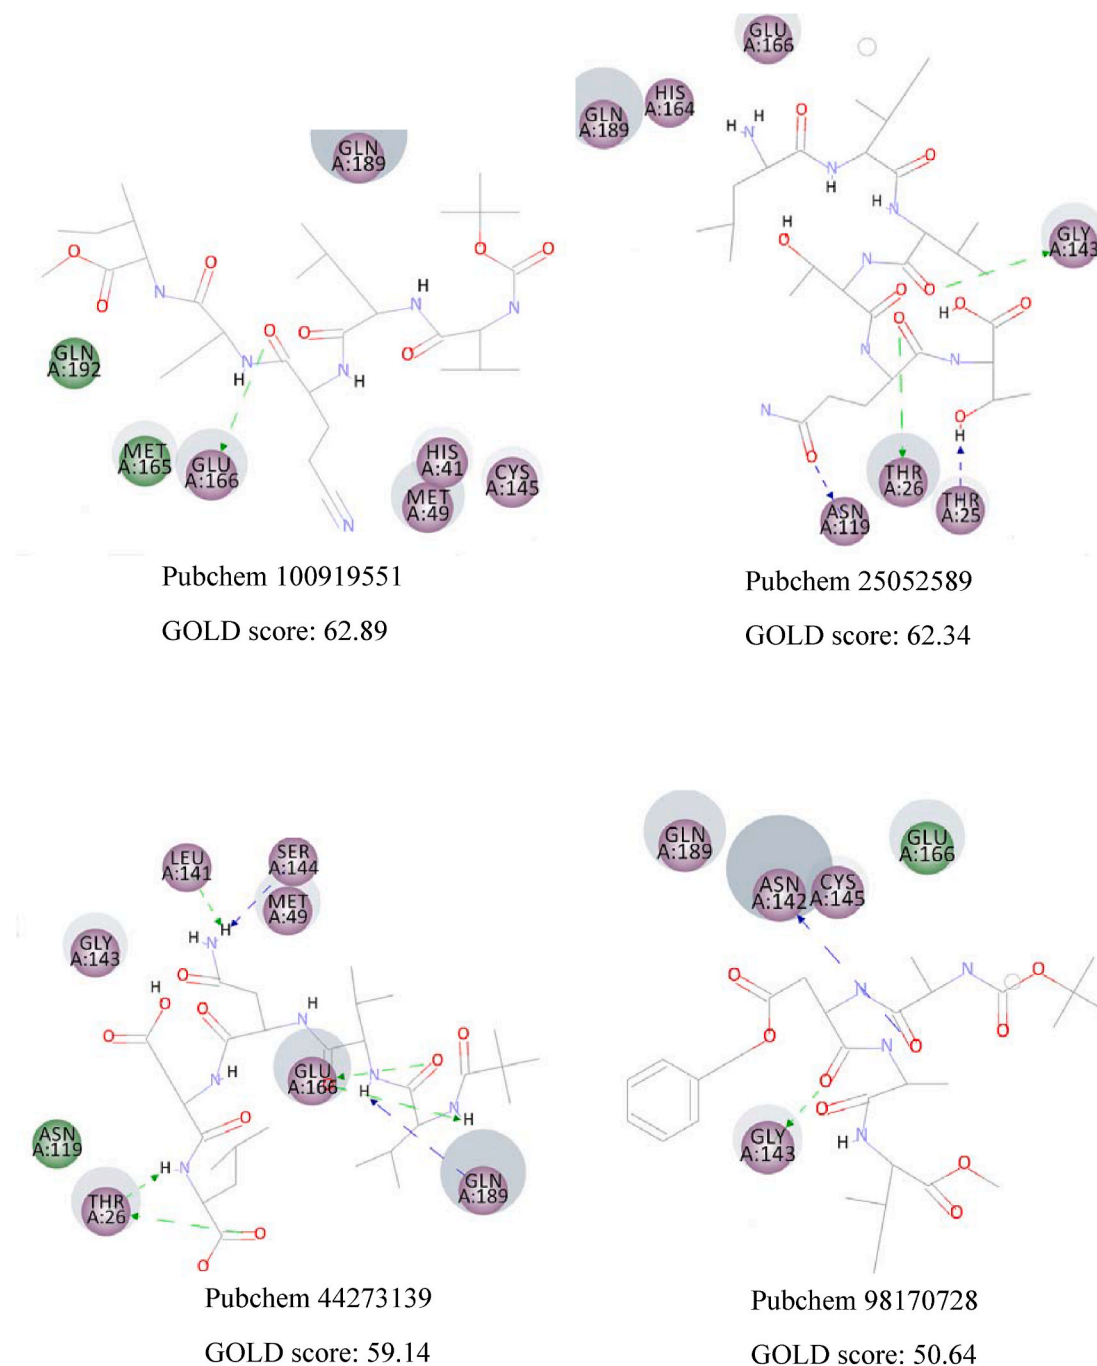 GLN
A:189
GLN
A:192
MET
A:165
GLU
A:166
HIS
A:41
MET
A:49
CYS
A:145
O
O
N
O
N
H
O
O
N
H
N
H
O
O
O
N
N
Pubchem 100919551
GOLD score: 62.89
GLU
A:166
GLN
A:189
HIS
A:164
GLY
A:143
THR
A:26
THR
A:25
ASN
A:119
H
H
N
O
N
H
O
H
N
H
O
N
O
O
H
O
O
O
N
N
N
O
O
H
Pubchem 25052589
GOLD score: 62.34
LEU
A:141
SER
A:144
MET
A:49
GLY
A:143
GLU
A:166
ASN
A:119
THR
A:26
GLN
A:189
H
N
H
H
O
O
O
O
H
N
N
H
O
N
H
O
O
N
H
O
N
H
O
O
Pubchem 44273139
GOLD score: 59.14
GLN
A:189
ASN
A:142
CYS
A:145
GLU
A:166
GLY
A:143
O
O
N
N
O
O
O
N
O
O
H
N
O
O
Pubchem 98170728
GOLD score: 50.64